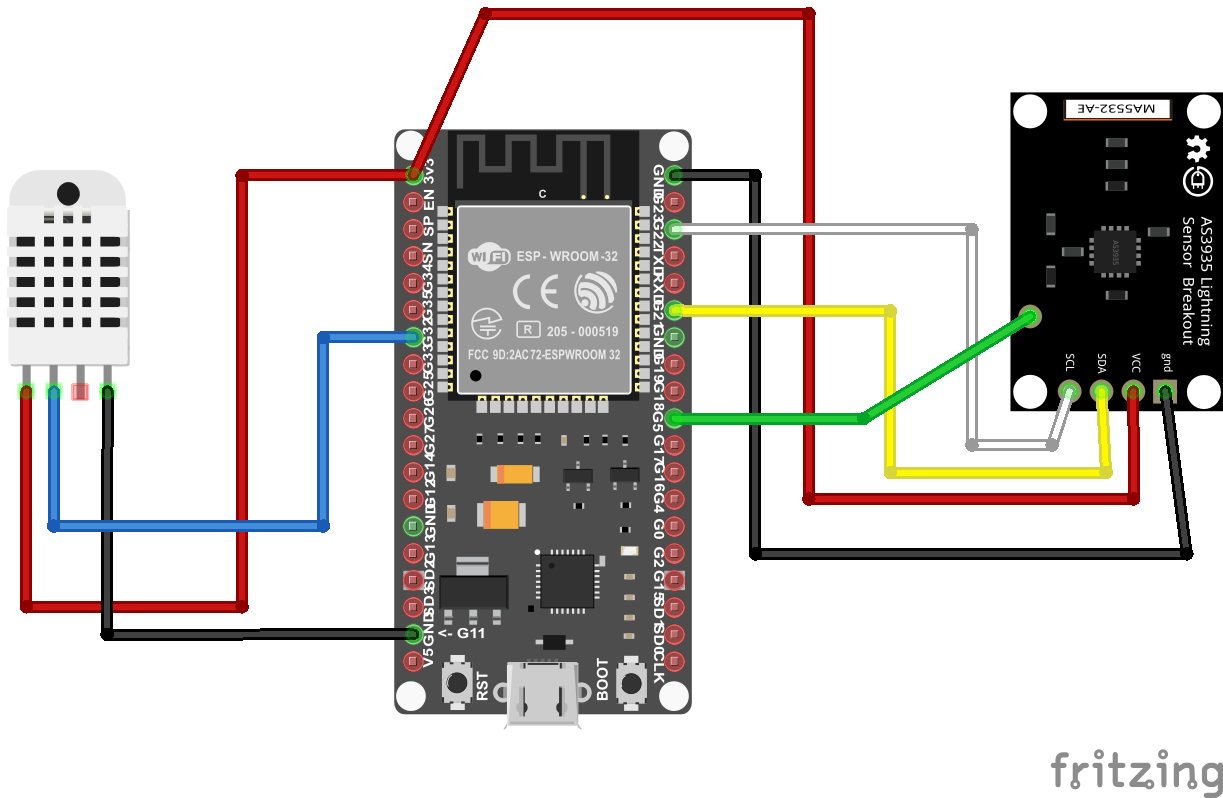 MA5532-AE
AS3935 Lightning
Sensor Breakout
AS3935
SCL
SDA
VCC
gnd
3V3
EN
SP
SN
G34
G35
G32
G33
G25
G26
G27
G14
G12
GND
G13
SD2
SD3
GND
V5
C
WiFi
ESP - WROOM -32
CE
R 205 - 000519
FCC 9D:2AC72-ESPWROOM 32
GND
G23
G22
TXD
RXD
G21
GND
G19
G18
G5
G17
G16
G4
G0
G2
G15
SD1
SD0
CLK
<- G11
RST
BOOT
fritzing